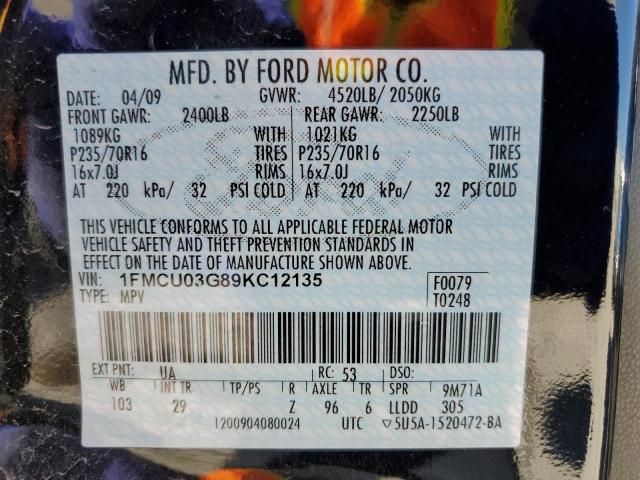 MFD. BY FORD MOTOR CO.
DATE: 04/09 GVWR: 4520LB/ 2050KG
FRONT GAWR: 2400LB REAR GAWR: 2250LB
1089KG WITH 1021KG WITH
P235/70R16 TIRES P235/70R16 TIRES
16x7.0J RIMS 16x7.0J RIMS
AT 220 kPa/ 32 PSI COLD AT 220 kPa/ 32 PSI COLD
THIS VEHICLE CONFORMS TO ALL APPLICABLE FEDERAL MOTOR
VEHICLE SAFETY AND THEFT PREVENTION STANDARDS IN
EFFECT ON THE DATE OF MANUFACTURE SHOWN ABOVE.
VIN: 1FMCU03G89KC12135 F0079
TYPE: MPV T0248
EXT PNT: UA RC: 53 DSO:
WB INT TR TP/PS R AXLE TR SPR 9M71A
103 29 Z 96 6 LLDD 305
1200904080024 UTC ▽5U5A-1520472-BA